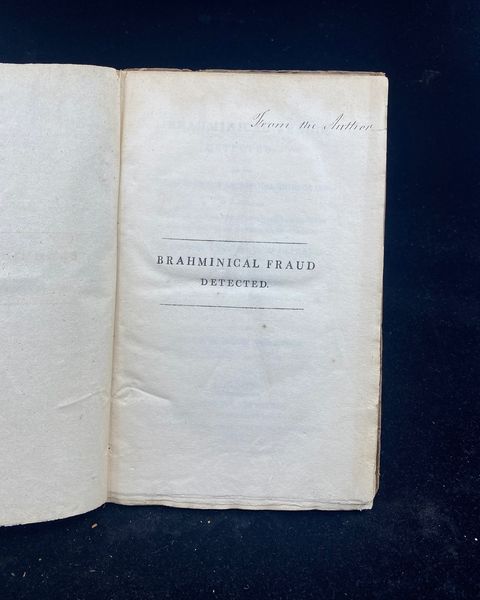 From the Author
BRAHMINICAL FRAUD
DETECTED.